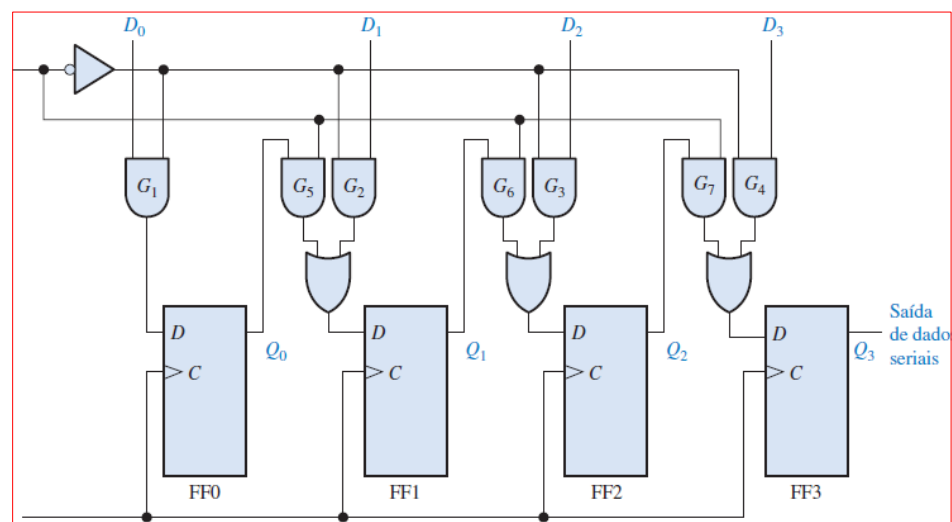 D0 D1 D2 D3
G1 G5 G2 G6 G3 G7 G4
D D D D
Q0 Q1 Q2 Q3
Saída
de dado
seriais
C C C C
FF0 FF1 FF2 FF3